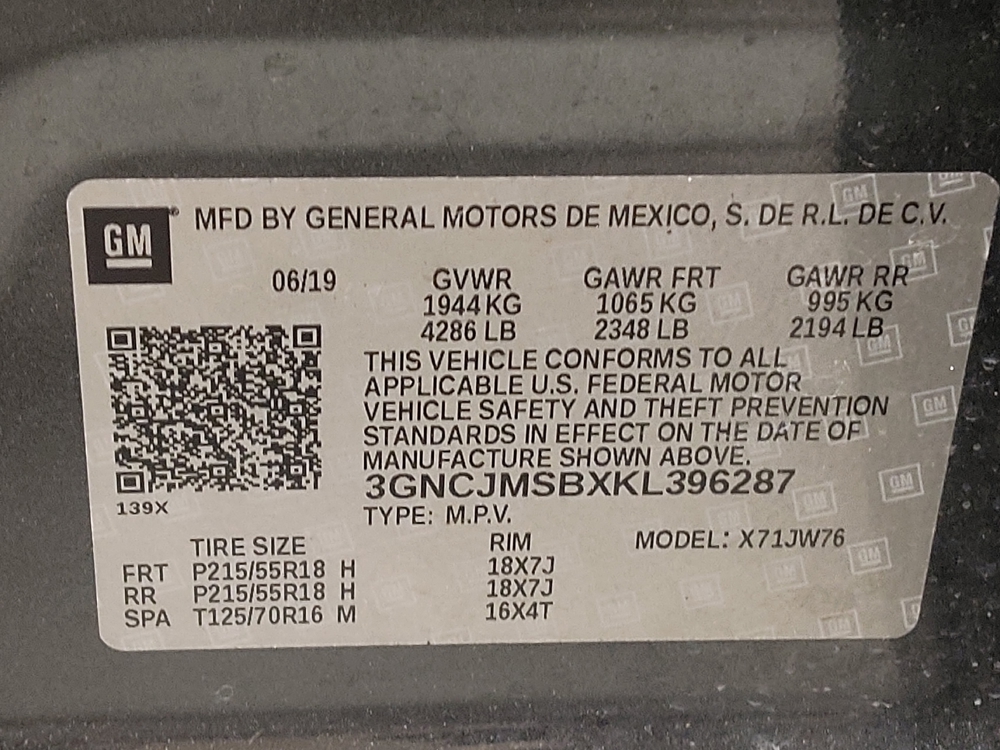 GM® MFD BY GENERAL MOTORS DE MEXICO, S. DE R.L. DE C.V.
06/19 GVWR GAWR FRT GAWR RR
1944 KG 1065 KG 995 KG
4286 LB 2348 LB 2194 LB
THIS VEHICLE CONFORMS TO ALL
APPLICABLE U.S. FEDERAL MOTOR
VEHICLE SAFETY AND THEFT PREVENTION
STANDARDS IN EFFECT ON THE DATE OF
MANUFACTURE SHOWN ABOVE.
3GNCJMSBXKL396287
139X
TYPE: M.P.V.
TIRE SIZE RIM MODEL: X71JW76
FRT P215/55R18 H 18X7J
RR P215/55R18 H 18X7J
SPA T125/70R16 M 16X4T